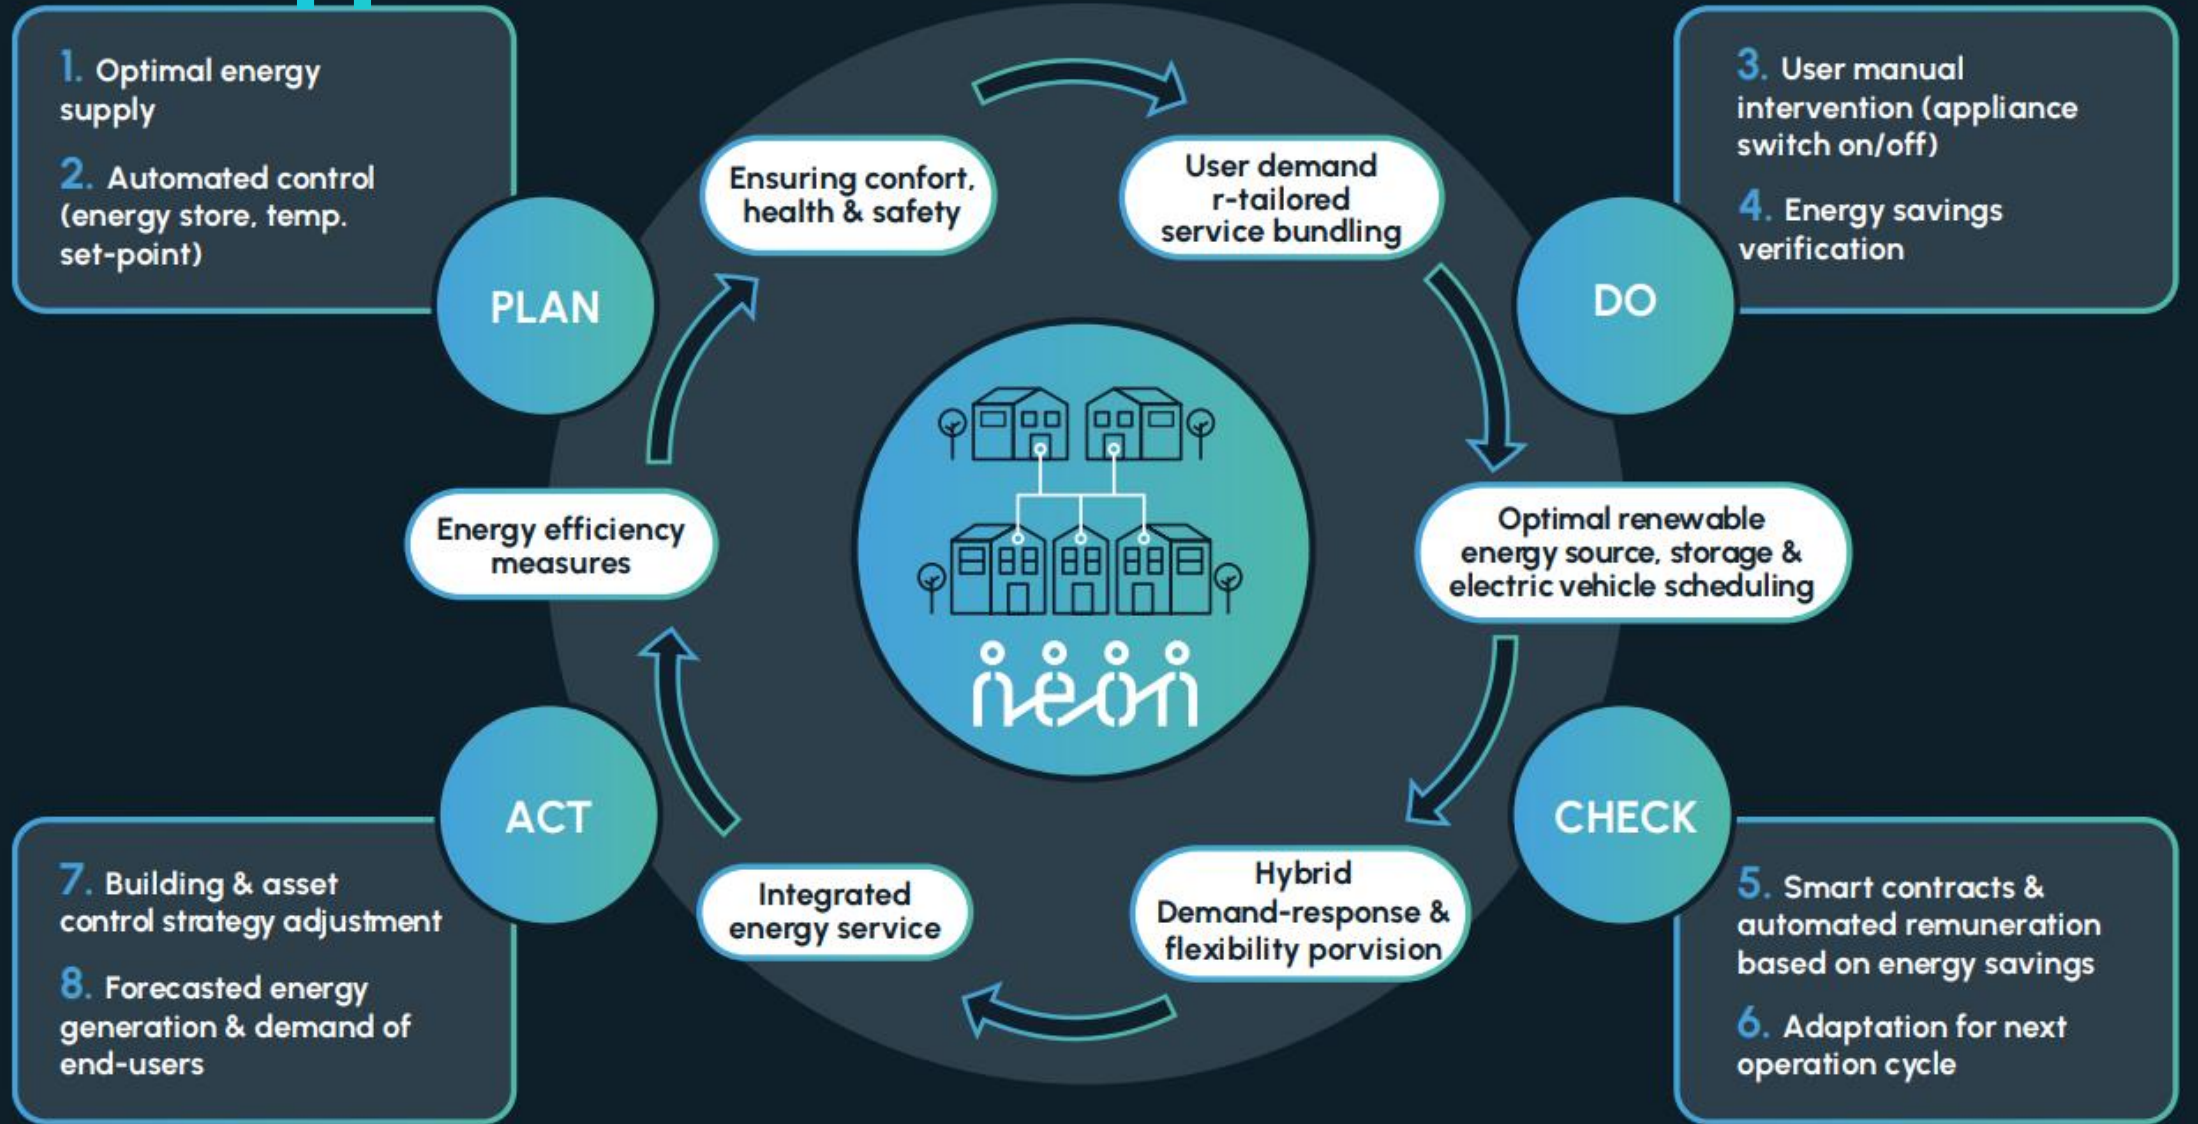 1. Optimal energy
supply
2. Automated control
(energy store, temp.
set-point)
PLAN
3. User manual
intervention (appliance
switch on/off)
4. Energy savings
verification
DO
Ensuring confort,
health & safety
User demand
r-tailored
service bundling
Optimal renewable
energy source, storage &
electric vehicle scheduling
Hybrid
Demand-response &
flexibility porvision
Integrated
energy service
Energy efficiency
measures
neon
ACT
7. Building & asset
control strategy adjustment
8. Forecasted energy
generation & demand of
end-users
CHECK
5. Smart contracts &
automated remuneration
based on energy savings
6. Adaptation for next
operation cycle